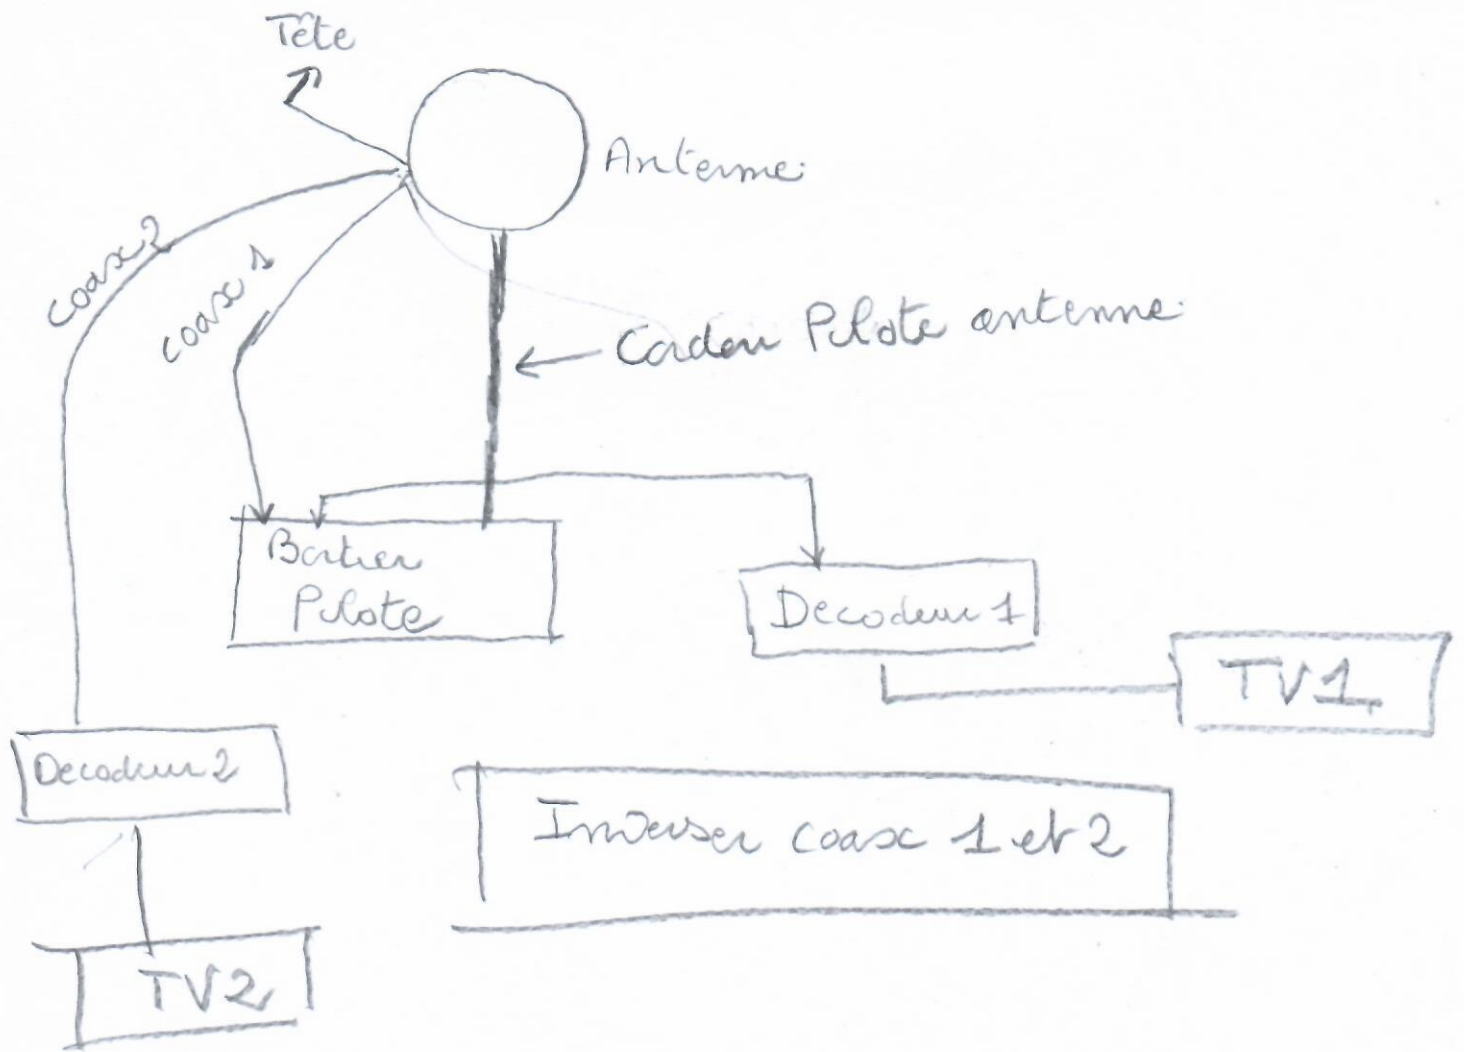 Tête
Antenne
coax 2
coax 1
Cordon Pilote antenne
Boitier
Pilote
Decodeur 1
TV1
Decodeur 2
Inverser coax 1 et 2
TV2